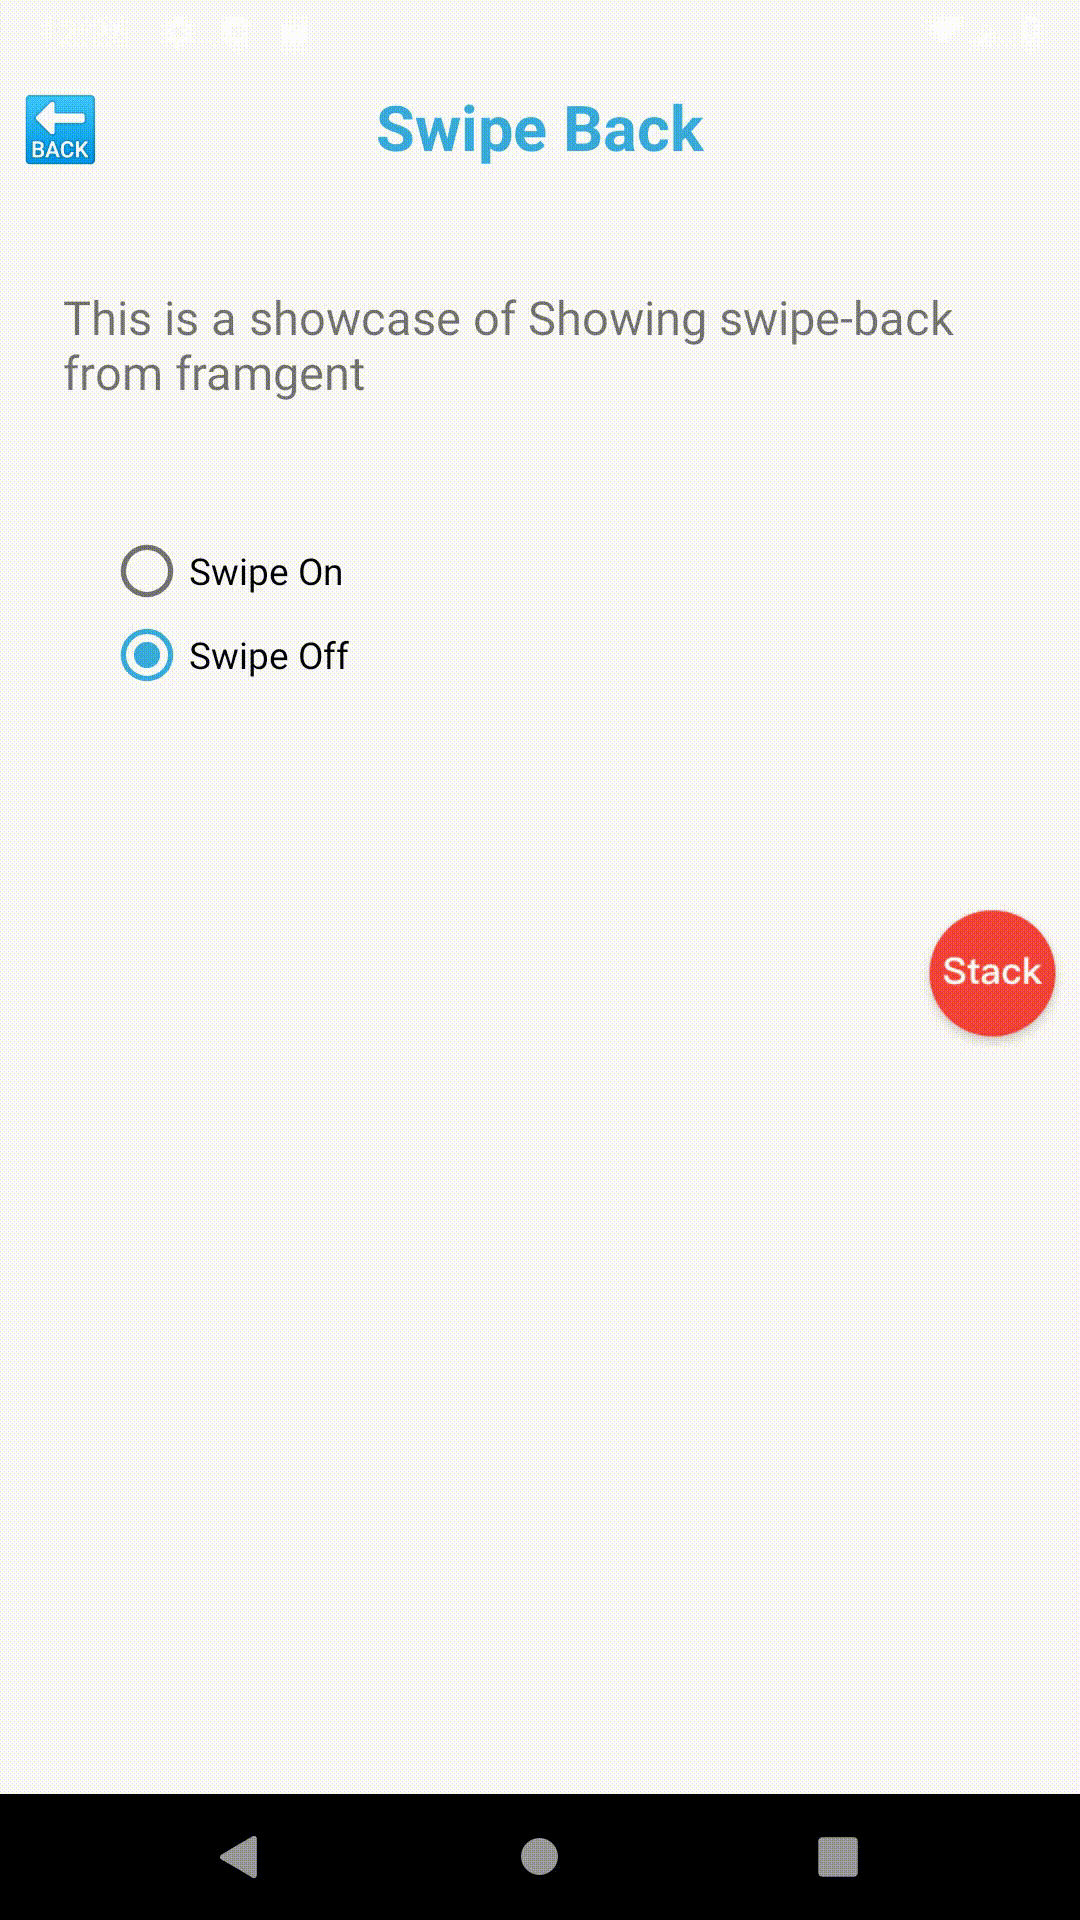 BACK
Swipe Back
This is a showcase of Showing swipe-back
from framgent
Swipe On
Swipe Off
Stack